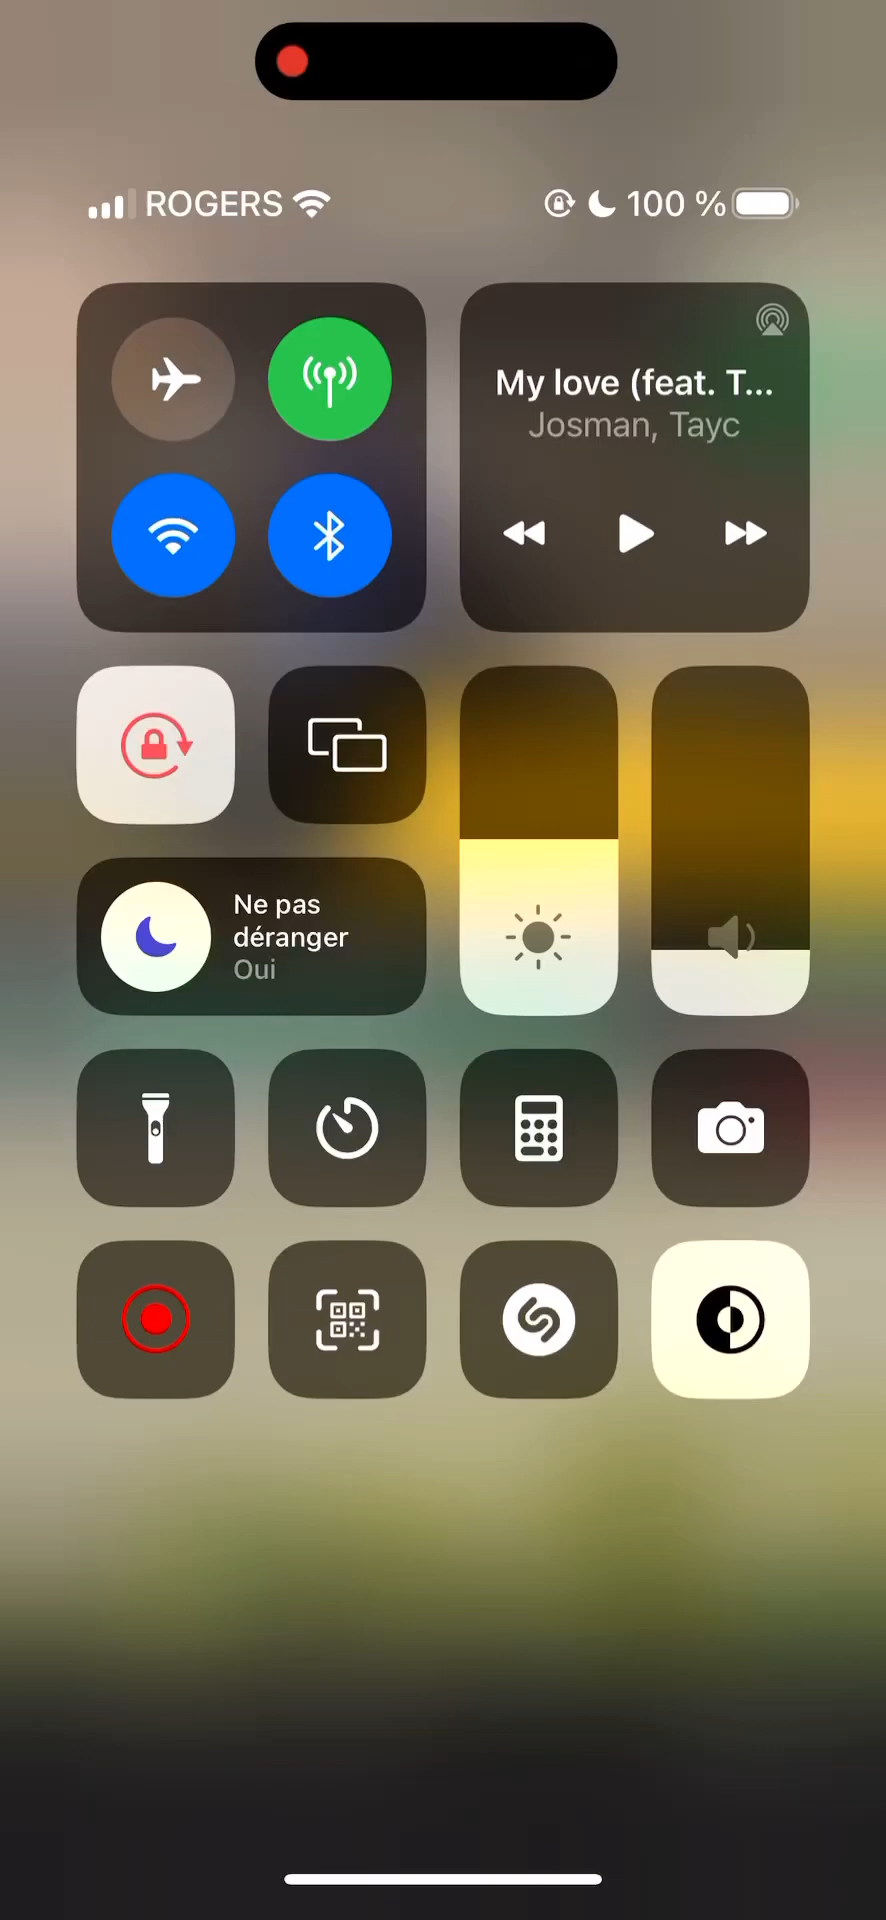 ROGERS 100 %
My love (feat. T...
Josman, Tayc
Ne pas
déranger
Oui